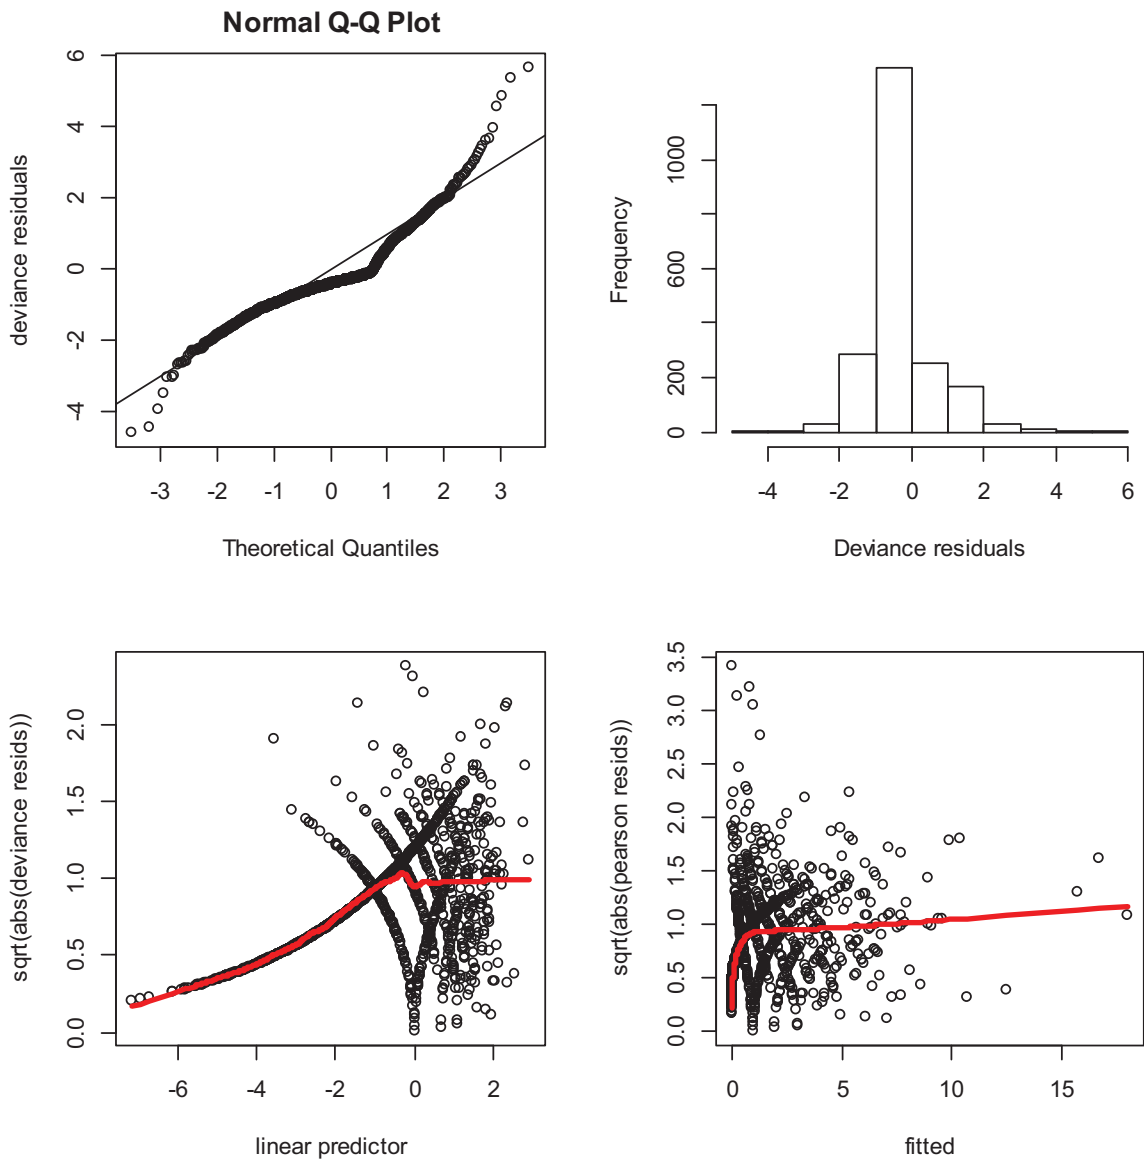 Normal Q-Q Plot
deviance residuals
6
4
2
0
-2
-4
-3 -2 -1 0 1 2 3
Theoretical Quantiles
Frequency
1000
600
200
0
-4 -2 0 2 4 6
Deviance residuals
sqrt(abs(deviance resids))
2.0
1.5
1.0
0.5
0.0
-6 -4 -2 0 2
linear predictor
sqrt(abs(pearson resids))
3.5
3.0
2.5
2.0
1.5
1.0
0.5
0.0
0 5 10 15
fitted